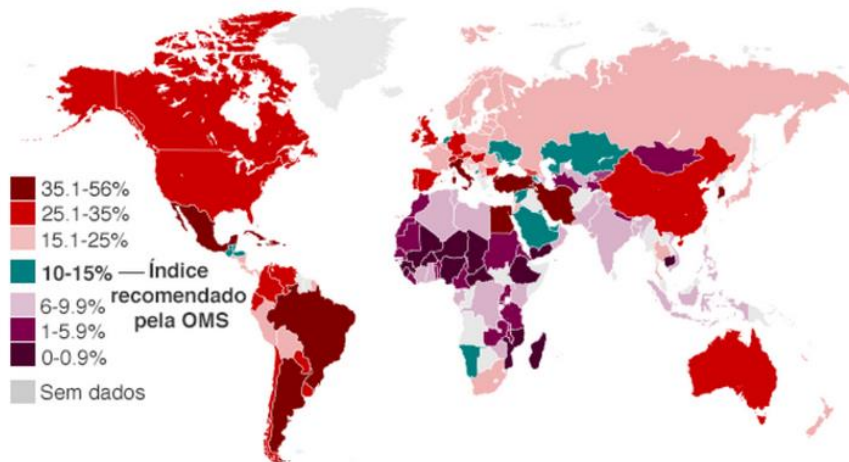 35.1-56%
25.1-35%
15.1-25%
10-15% — Índice
recomendado
pela OMS
6-9.9%
1-5.9%
0-0.9%
Sem dados